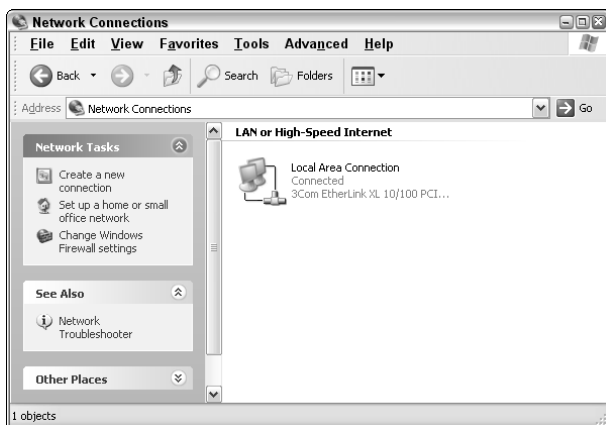 Network Connections
File Edit View Favorites Tools Advanced Help
Back Search Folders
Address Network Connections Go
Network Tasks
Create a new
connection
Set up a home or small
office network
Change Windows
Firewall settings
See Also
Network
Troubleshooter
Other Places
LAN or High-Speed Internet
Local Area Connection
Connected
3Com EtherLink XL 10/100 PCI...
1 objects